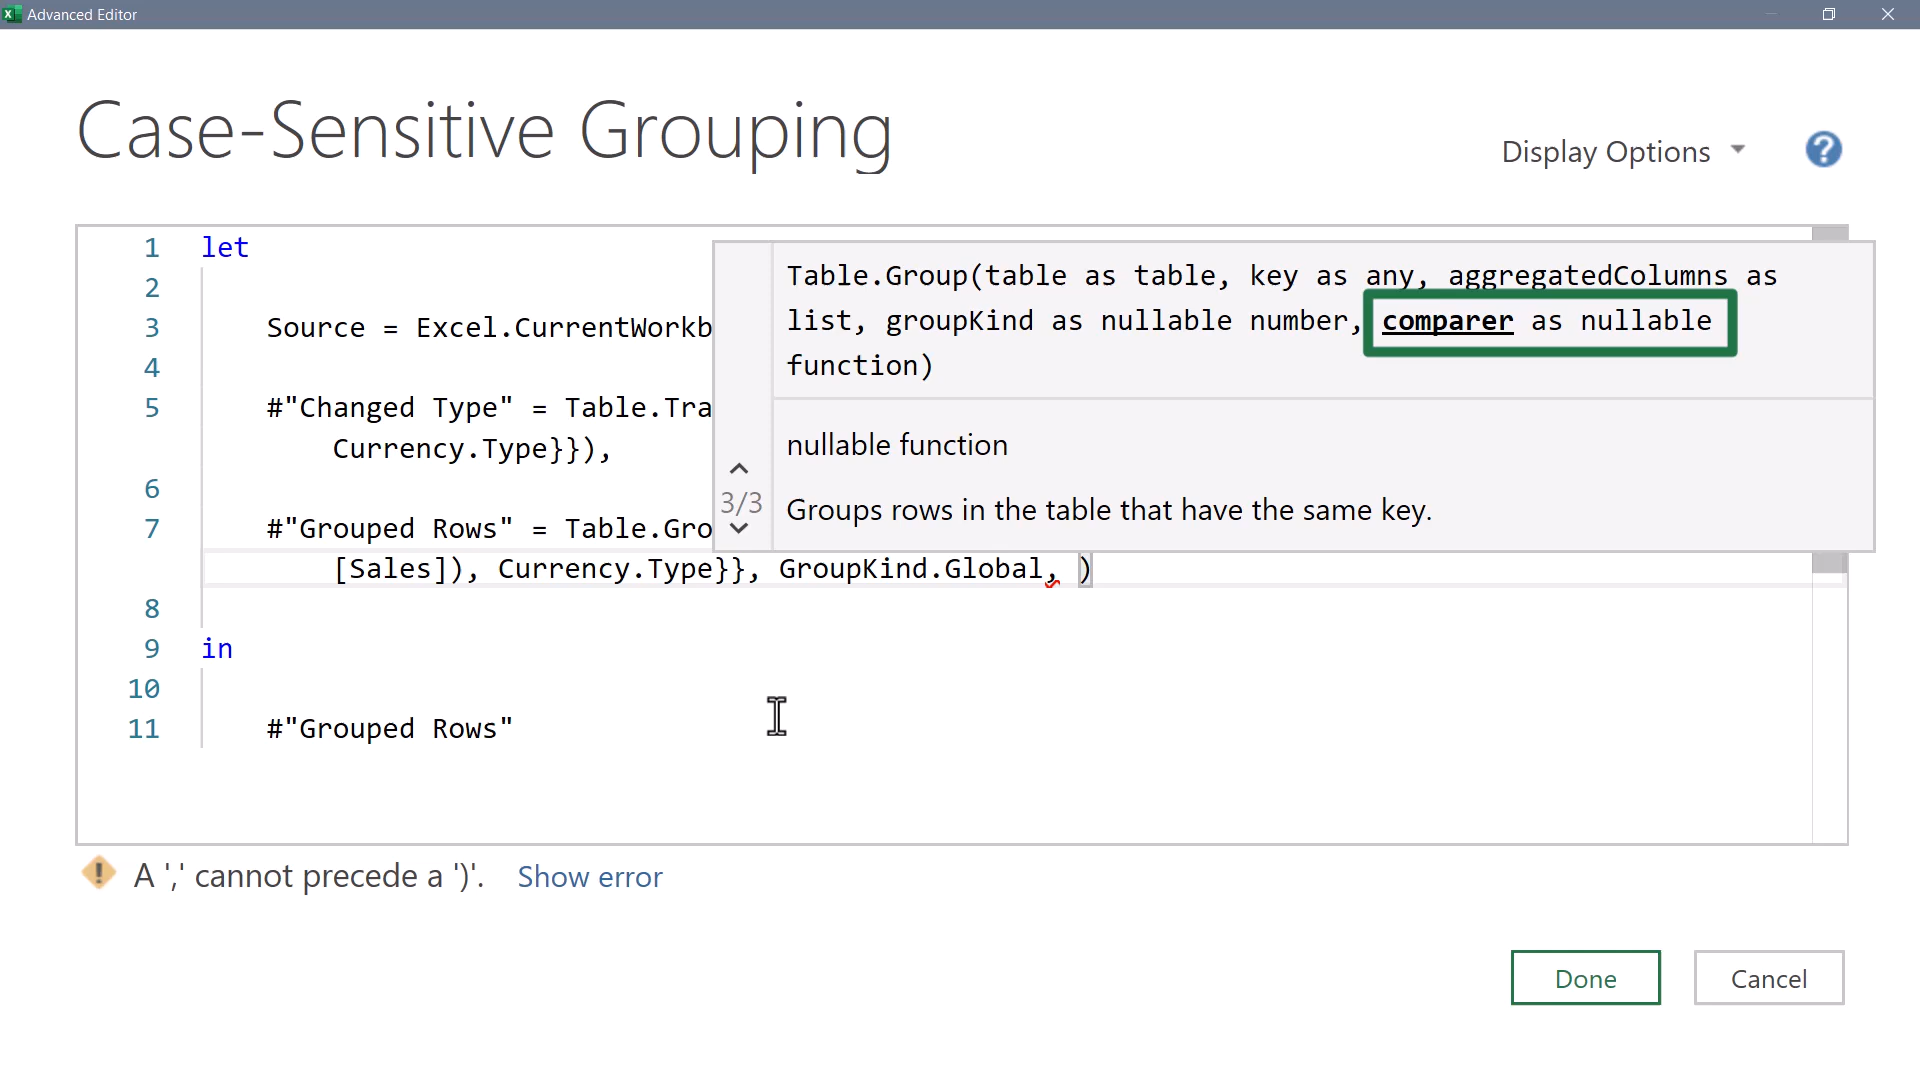 Advanced Editor
Case-Sensitive Grouping
Display Options
?
1 let
2
3 Source = Excel.CurrentWorkb
4
5 #"Changed Type" = Table.Tra
Currency.Type}}),
6
7 #"Grouped Rows" = Table.Gro
[Sales]), Currency.Type}}, GroupKind.Global, )
8
9 in
10
11 #"Grouped Rows"
Table.Group(table as table, key as any, aggregatedColumns as
list, groupKind as nullable number, comparer as nullable
function)
nullable function
3/3
Groups rows in the table that have the same key.
A ',' cannot precede a ')'. Show error
Done Cancel